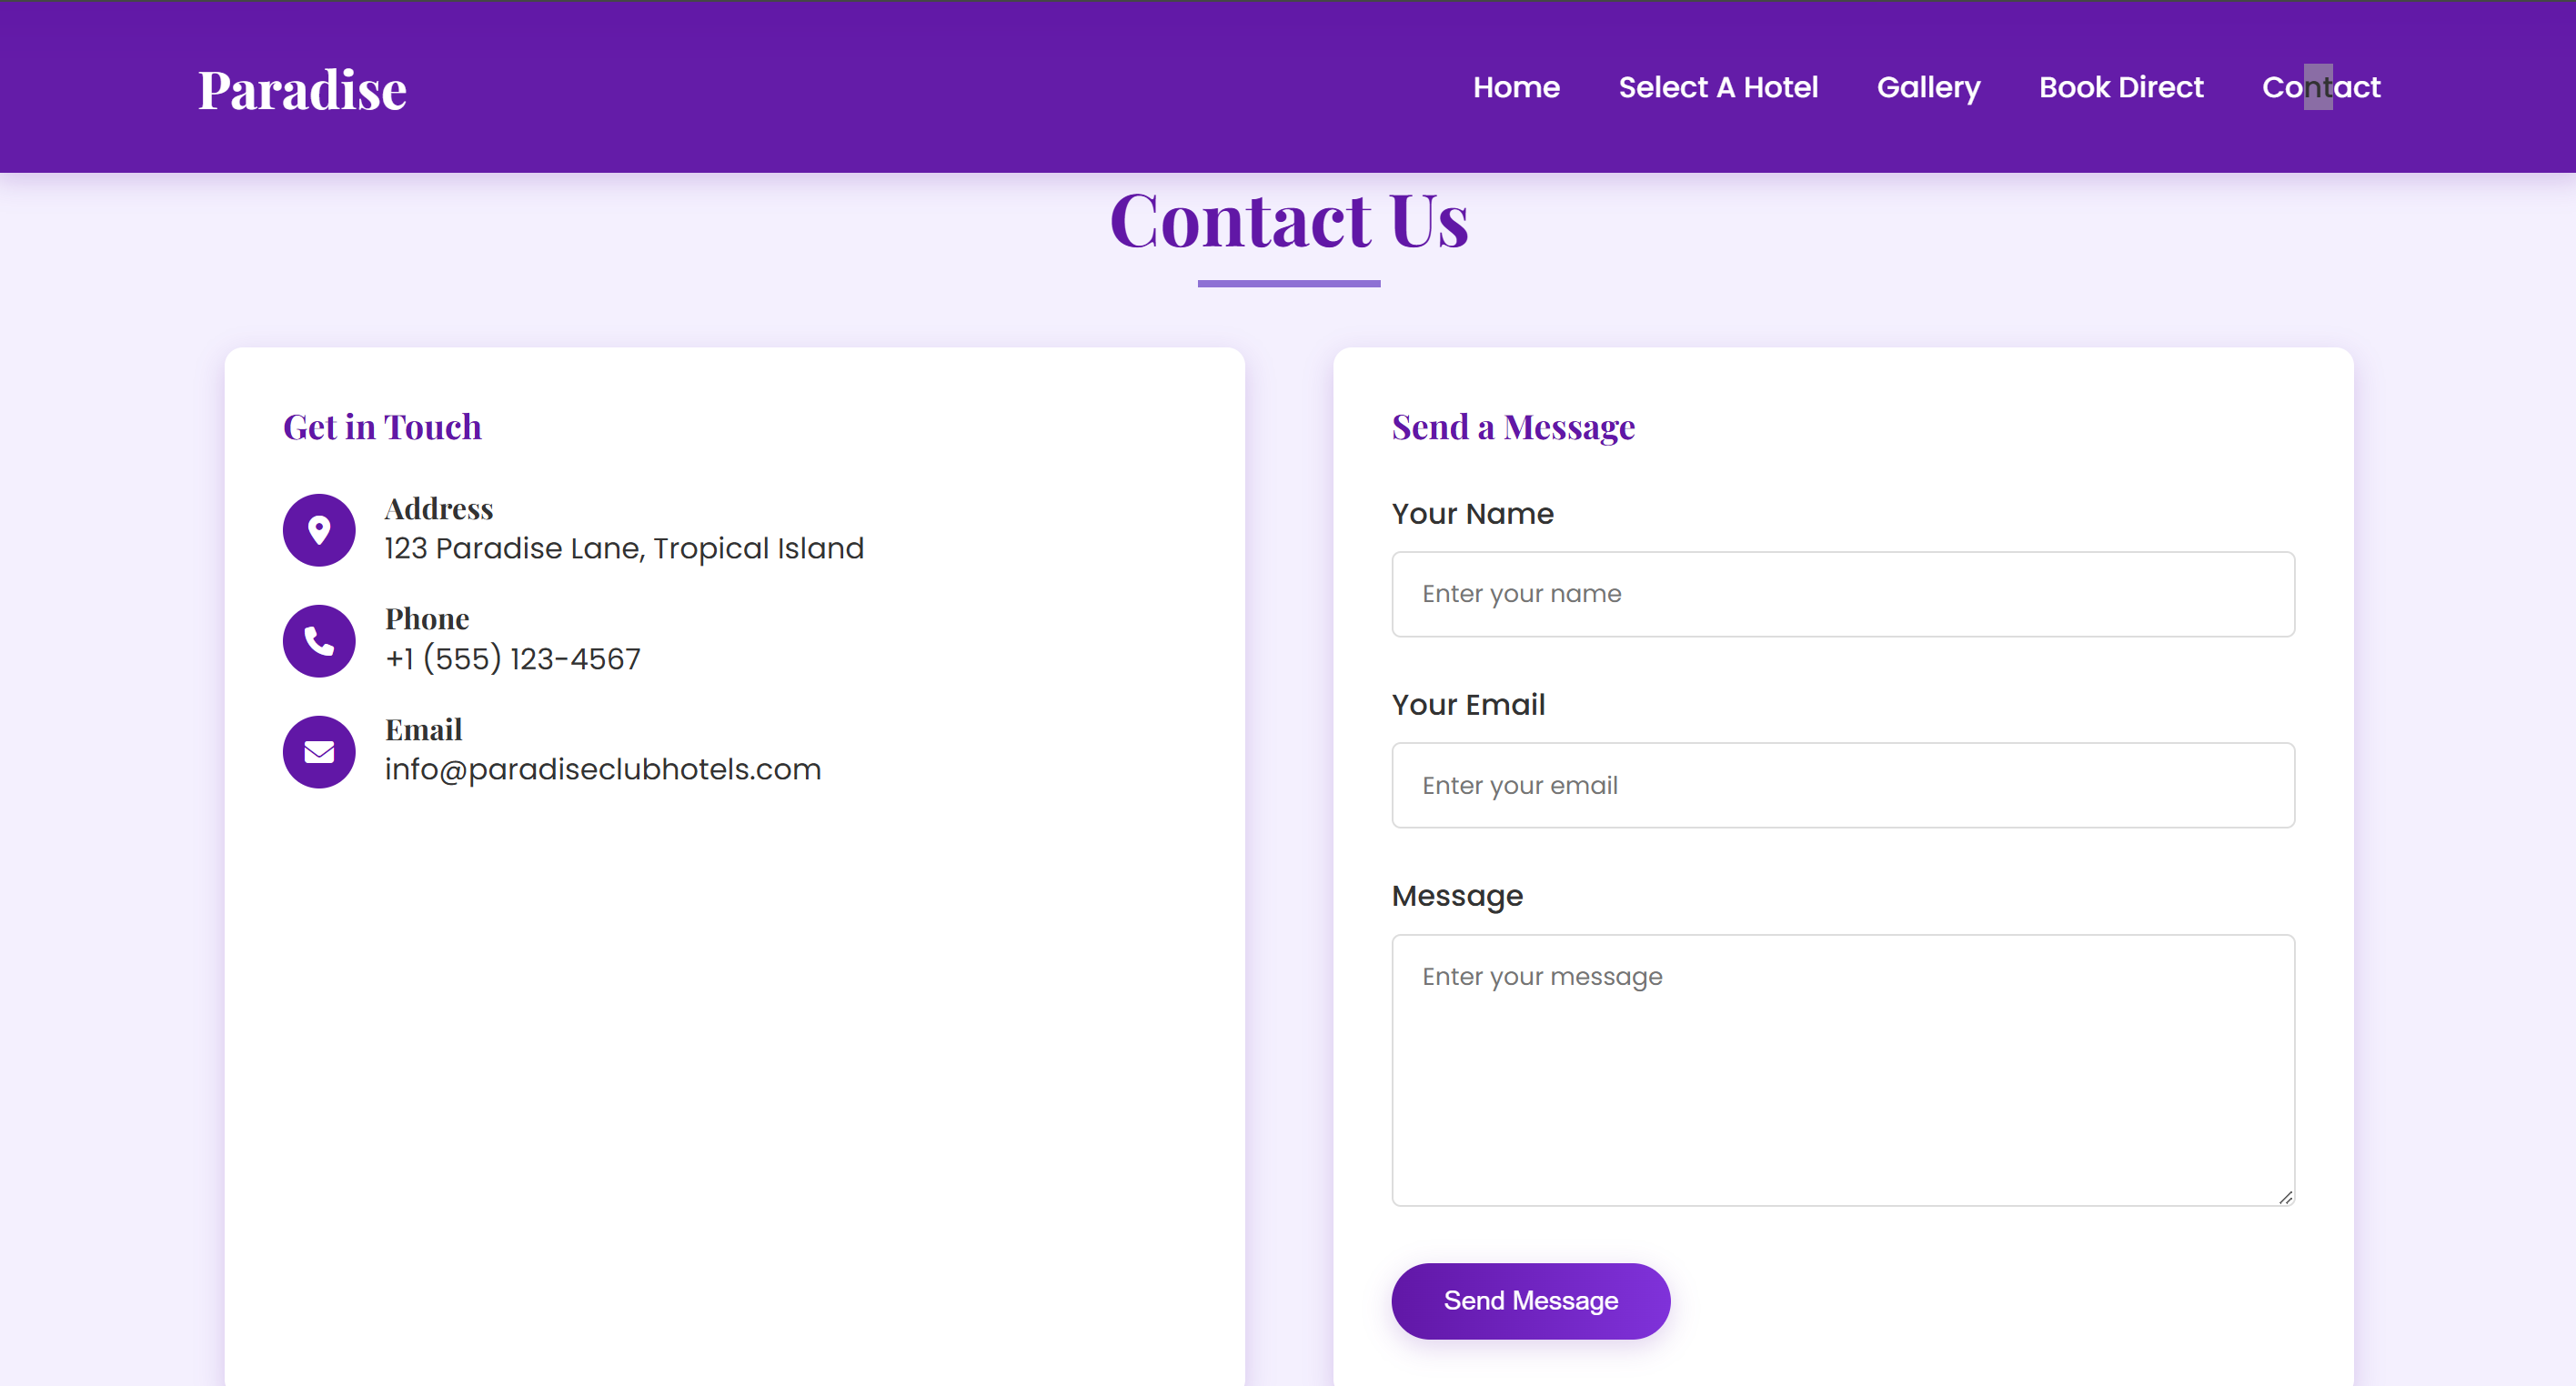 Paradise
Home
Select A Hotel
Gallery
Book Direct
Contact
Contact Us
Get in Touch
Address
123 Paradise Lane, Tropical Island
Phone
+1 (555) 123-4567
Email
info@paradiseclubhotels.com
Send a Message
Your Name
Enter your name
Your Email
Enter your email
Message
Enter your message
Send Message